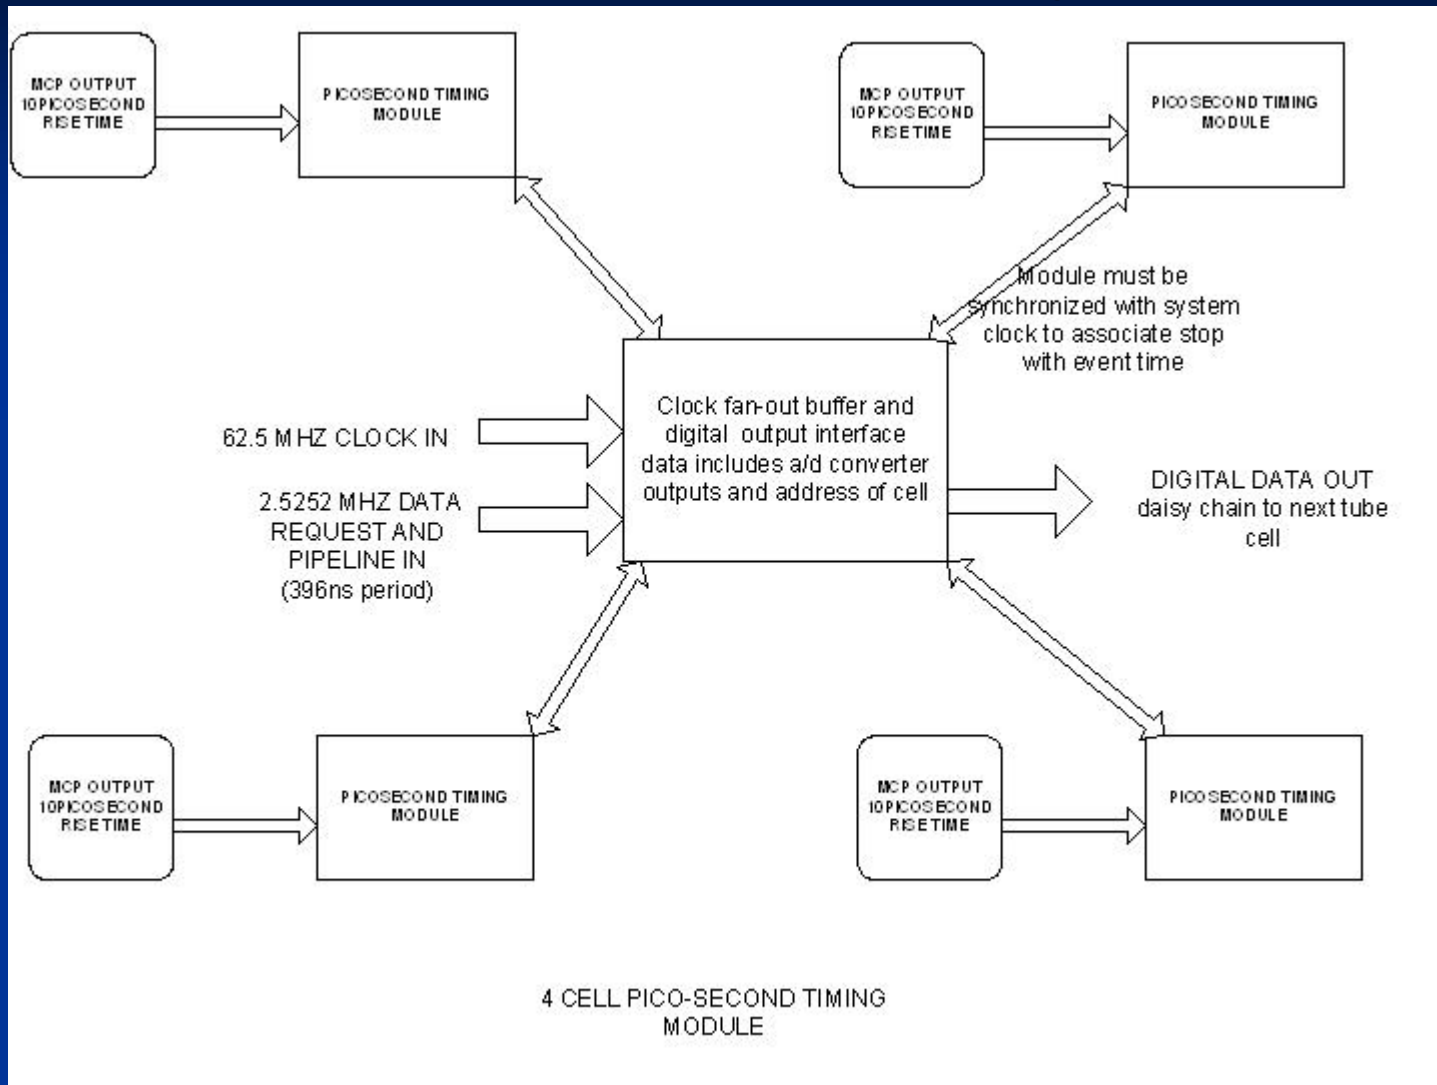 MCP OUTPUT
10PICOSECOND
RISETIME
PICOSECOND TIMING
MODULE
MCP OUTPUT
10PICOSECOND
RISETIME
PICOSECOND TIMING
MODULE
Module must be
synchronized with system
clock to associate stop
with event time
62.5 MHZ CLOCK IN
2.5252 MHZ DATA
REQUEST AND
PIPELINE IN
(396ns period)
Clock fan-out buffer and
digital output interface
data includes a/d converter
outputs and address of cell
DIGITAL DATA OUT
daisy chain to next tube
cell
MCP OUTPUT
10PICOSECOND
RISETIME
PICOSECOND TIMING
MODULE
MCP OUTPUT
10PICOSECOND
RISETIME
PICOSECOND TIMING
MODULE
4 CELL PICO-SECOND TIMING
MODULE